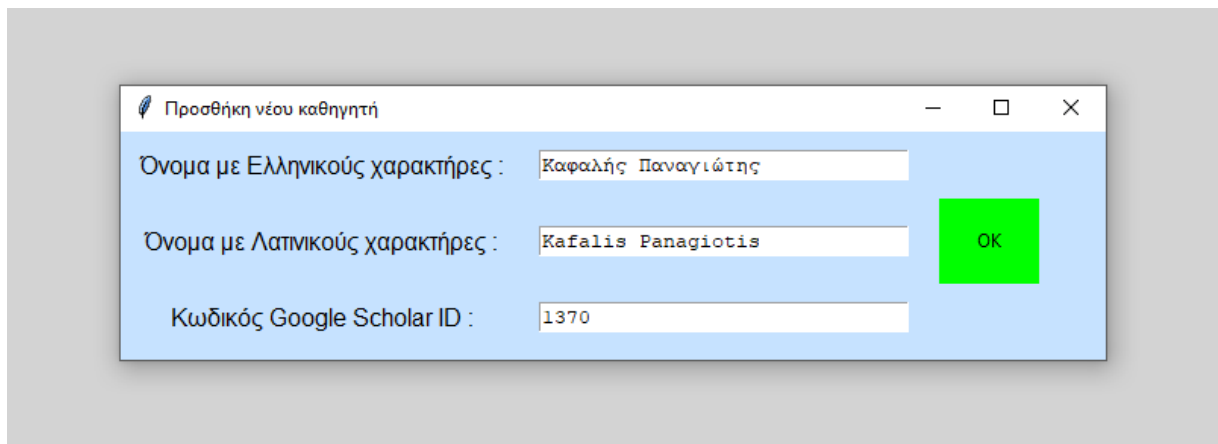 Προσθήκη νέου καθηγητή
Όνομα με Ελληνικούς χαρακτήρες : Καφαλής Παναγιώτης
Όνομα με Λατινικούς χαρακτήρες : Kafalis Panagiotis
OK
Κωδικός Google Scholar ID : 1370